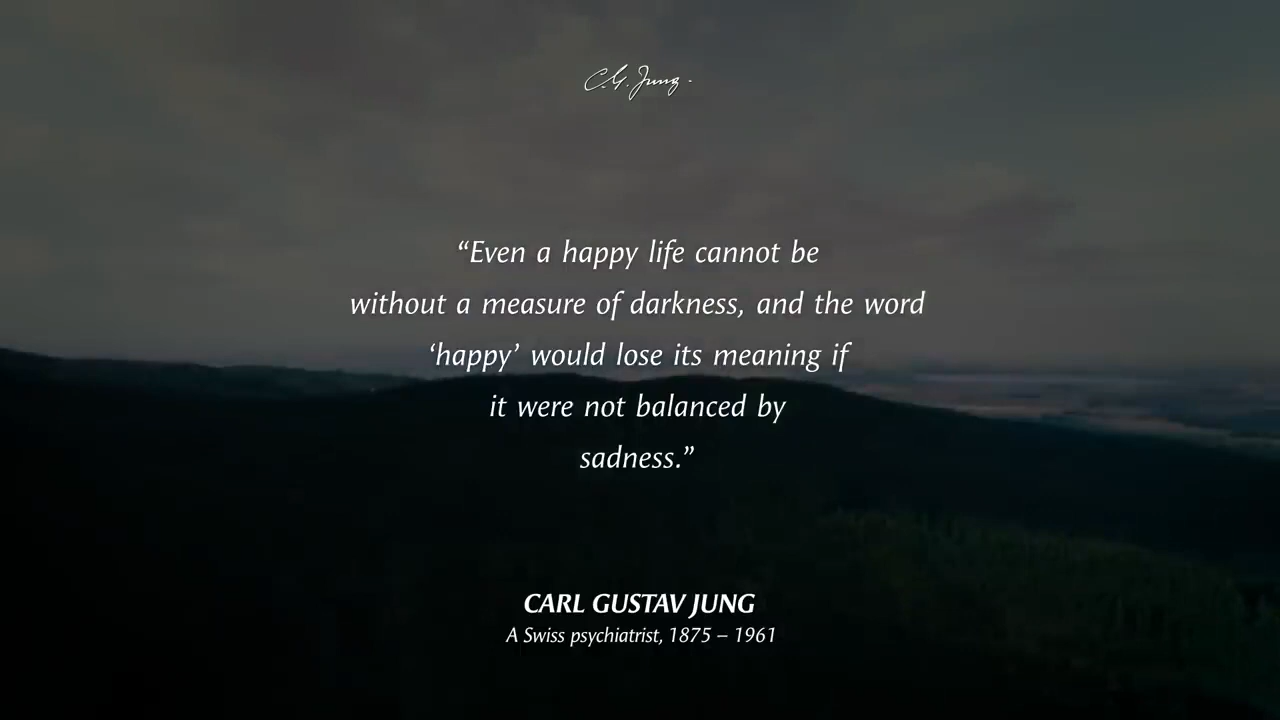 C. G. Jung.
“Even a happy life cannot be
without a measure of darkness, and the word
‘happy’ would lose its meaning if
it were not balanced by
sadness.”
CARL GUSTAV JUNG
A Swiss psychiatrist, 1875 – 1961